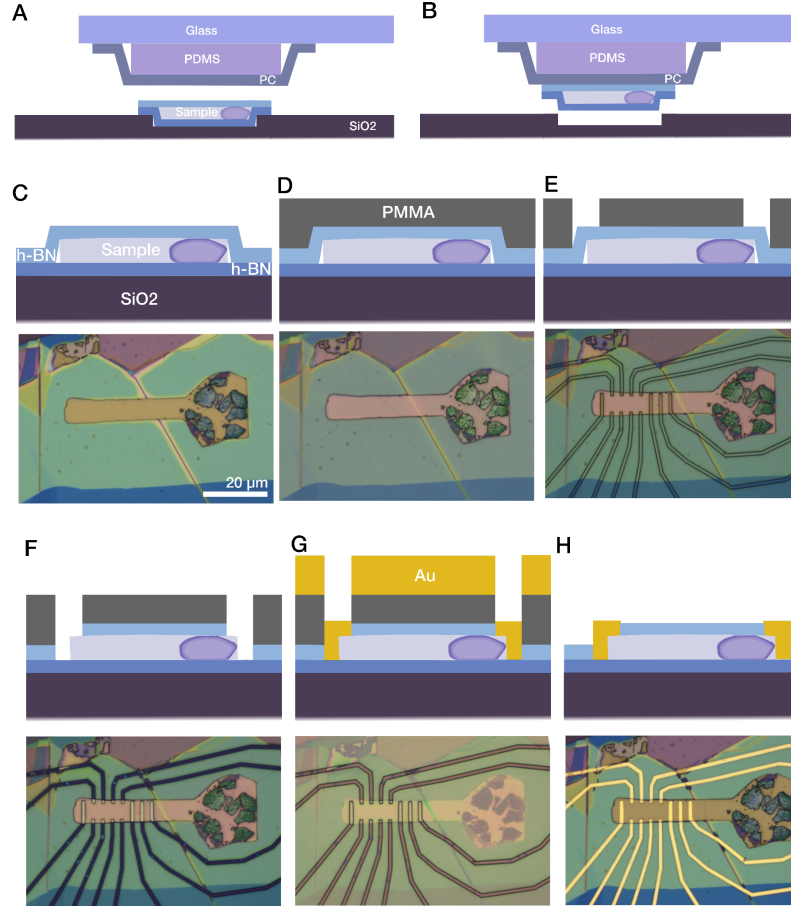 A
Glass
PDMS
PC
Sample
SiO2
B
Glass
PDMS
PC
C
Sample
h-BN
h-BN
SiO2
20 µm
D
PMMA
E
F
G
Au
H